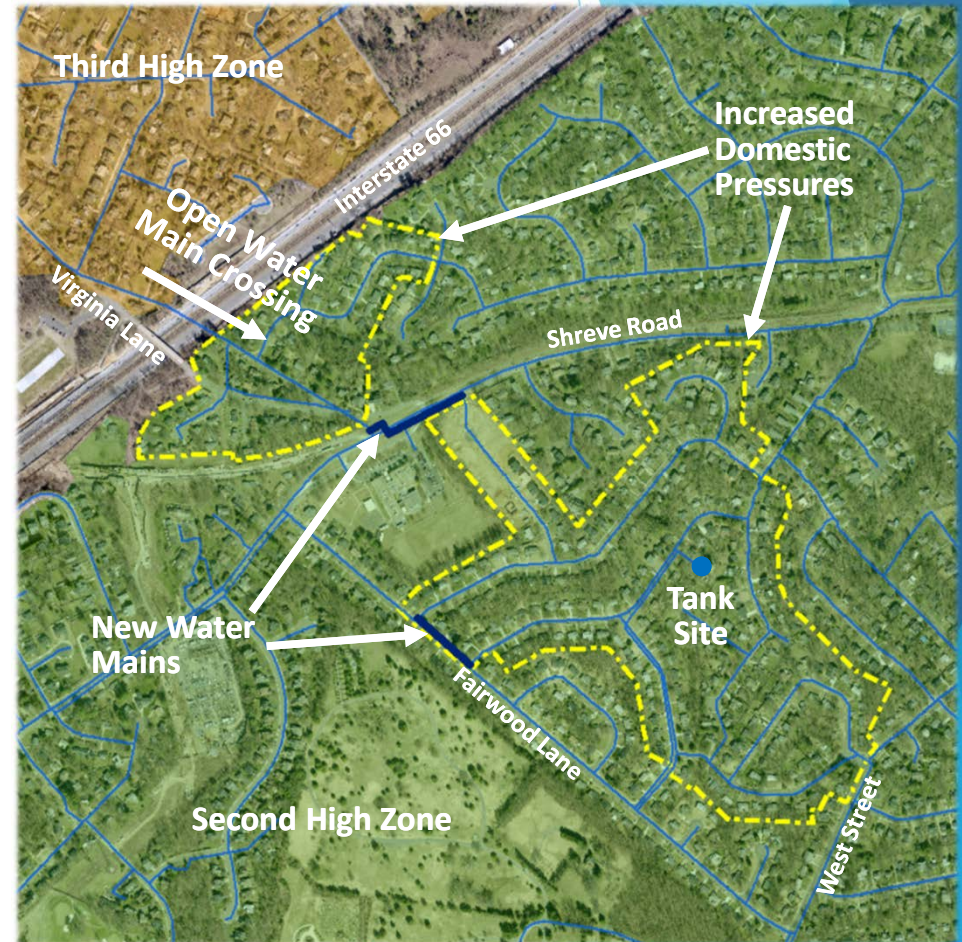 Third High Zone
Increased
Domestic
Pressures
Interstate 66
Open Water
Main Crossing
Virginia Lane
Shreve Road
Tank
Site
New Water
Mains
Fairwood Lane
Second High Zone
West Street